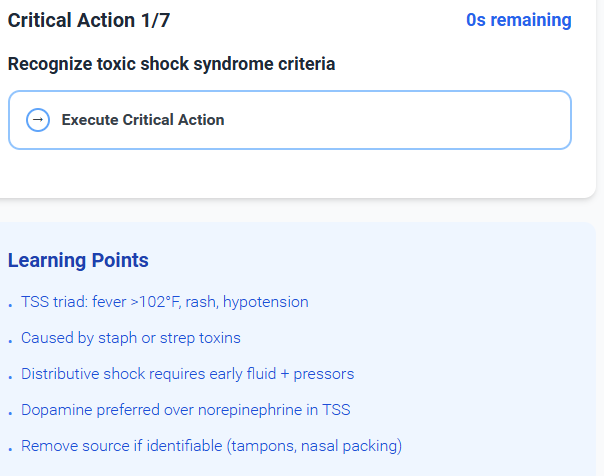 Critical Action 1/7
0s remaining
Recognize toxic shock syndrome criteria
→ Execute Critical Action
Learning Points
• TSS triad: fever >102°F, rash, hypotension
• Caused by staph or strep toxins
• Distributive shock requires early fluid + pressors
• Dopamine preferred over norepinephrine in TSS
• Remove source if identifiable (tampons, nasal packing)